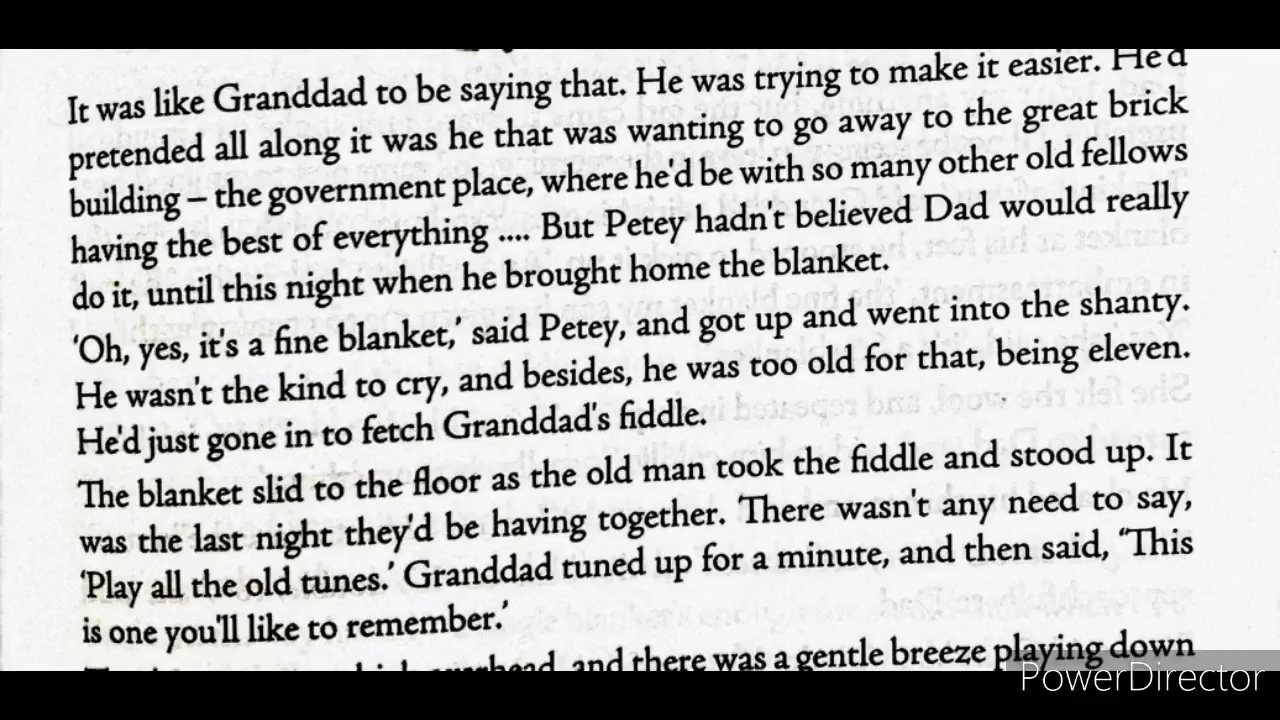 It was like Granddad to be saying that. He was trying to make it easier. He'd
pretended all along it was he that was wanting to go away to the great brick
building – the government place, where he'd be with so many other old fellows
having the best of everything .... But Petey hadn't believed Dad would really
do it, until this night when he brought home the blanket.
'Oh, yes, it's a fine blanket,' said Petey, and got up and went into the shanty.
He wasn't the kind to cry, and besides, he was too old for that, being eleven.
He'd just gone in to fetch Granddad's fiddle.
The blanket slid to the floor as the old man took the fiddle and stood up. It
was the last night they'd be having together. There wasn't any need to say,
'Play all the old tunes.' Granddad tuned up for a minute, and then said, 'This
is one you'll like to remember.'
overhead, and there was a gentle breeze playing down
PowerDirector